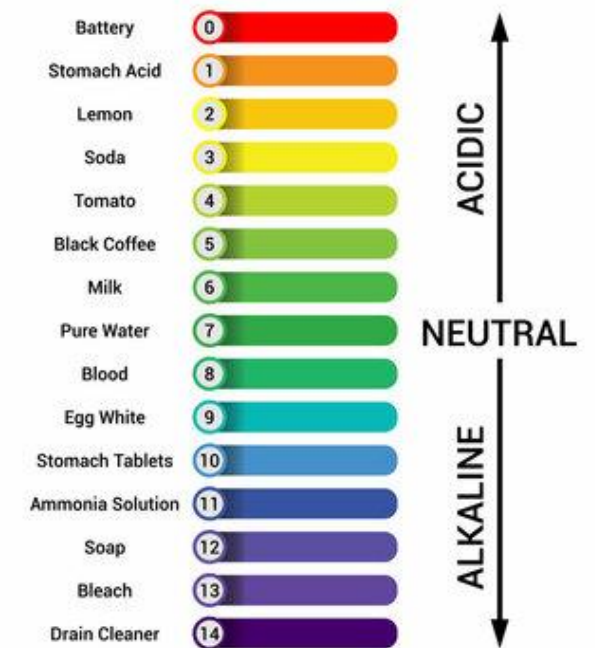 Battery 0
Stomach Acid 1
Lemon 2
Soda 3
Tomato 4
Black Coffee 5
Milk 6
Pure Water 7
Blood 8
Egg White 9
Stomach Tablets 10
Ammonia Solution 11
Soap 12
Bleach 13
Drain Cleaner 14
ACIDIC
NEUTRAL
ALKALINE